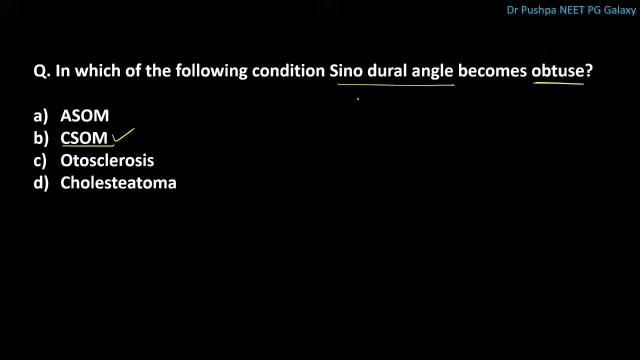 Dr Pushpa NEET PG Galaxy
Q. In which of the following condition Sino dural angle becomes obtuse?
a) ASOM
b) CSOM
c) Otosclerosis
d) Cholesteatoma